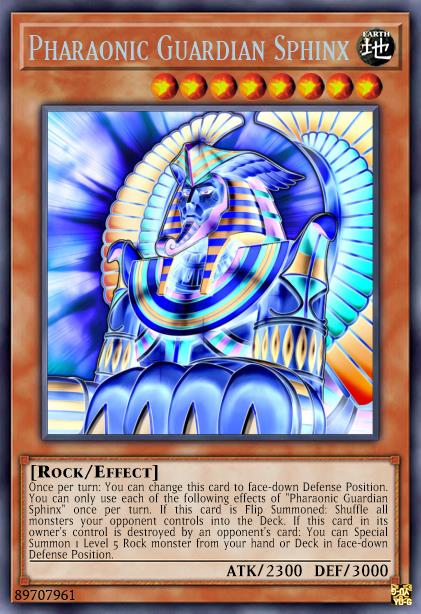 PHARAONIC GUARDIAN SPHINX
EARTH
地
[ROCK/EFFECT]
Once per turn: You can change this card to face-down Defense Position.
You can only use each of the following effects of "Pharaonic Guardian
Sphinx" once per turn. If this card is Flip Summoned: Shuffle all
monsters your opponent controls into the Deck. If this card in its
owner's control is destroyed by an opponent's card: You can Special
Summon 1 Level 5 Rock monster from your hand or Deck in face-down
Defense Position.
ATK/2300 DEF/3000
89707961